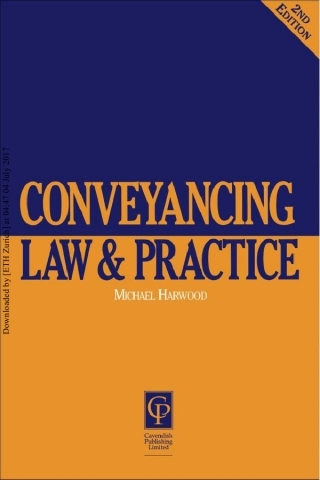 2ND
EDITION
CONVEYANCING
LAW & PRACTICE
MICHAEL HARWOOD
CP
Cavendish
Publishing
Limited
Downloaded by [ETH Zurich] at 04:47 04 July 2017